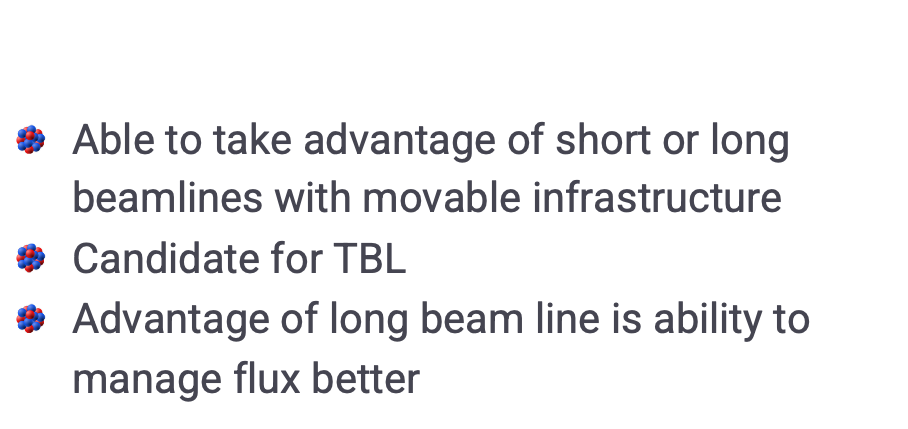 Able to take advantage of short or long
beamlines with movable infrastructure
Candidate for TBL
Advantage of long beam line is ability to
manage flux better